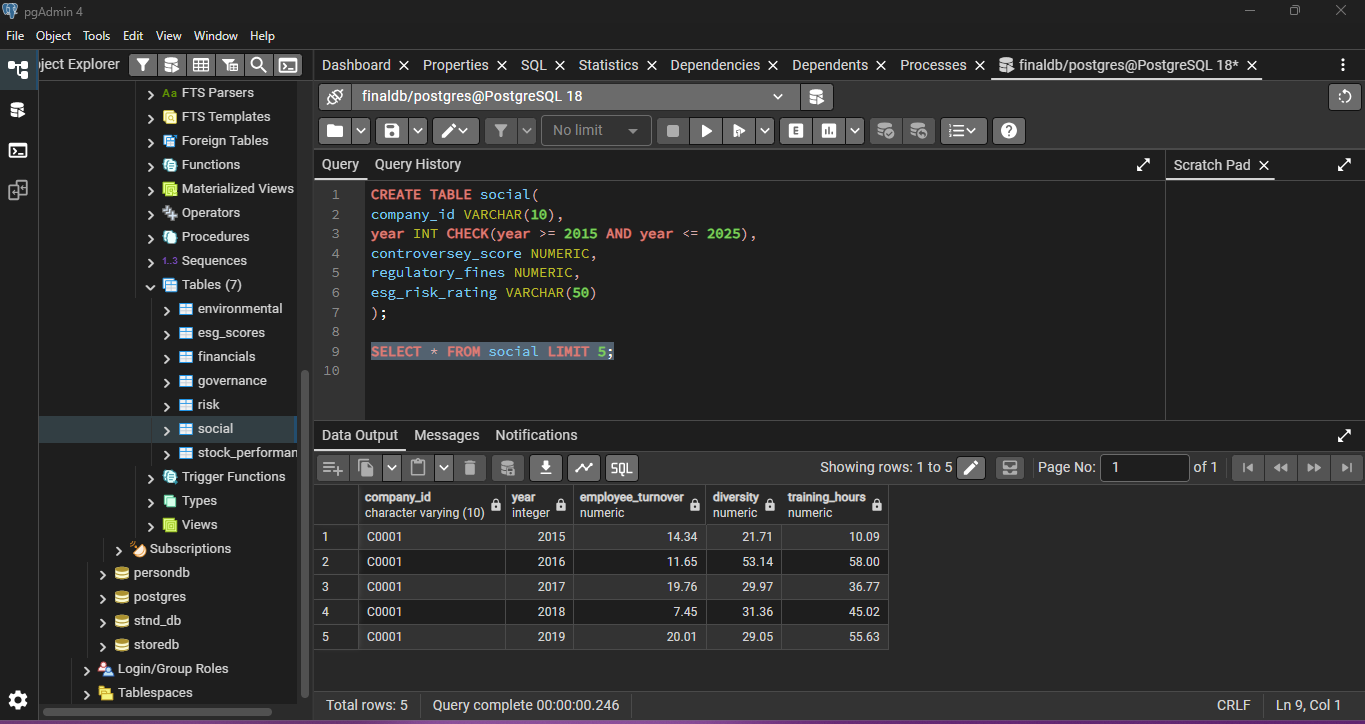 pgAdmin 4
File Object Tools Edit View Window Help
ject Explorer
Dashboard Properties SQL Statistics Dependencies Dependents Processes finaldb/postgres@PostgreSQL 18*
finaldb/postgres@PostgreSQL 18
No limit
E
Query Query History
Scratch Pad
Aa FTS Parsers
FTS Templates
Foreign Tables
Functions
Materialized Views
Operators
Procedures
1..3 Sequences
Tables (7)
environmental
esg_scores
financials
governance
risk
social
stock_performan
Trigger Functions
Types
Views
Subscriptions
persondb
postgres
stnd_db
storedb
Login/Group Roles
Tablespaces
1 CREATE TABLE social(
2 company_id VARCHAR(10),
3 year INT CHECK(year >= 2015 AND year <= 2025),
4 controversey_score NUMERIC,
5 regulatory_fines NUMERIC,
6 esg_risk_rating VARCHAR(50)
7 );
8
9 SELECT * FROM social LIMIT 5;
10
Data Output Messages Notifications
SQL
Showing rows: 1 to 5
Page No: 1 of 1
company_id year employee_turnover diversity training_hours
character varying (10) integer numeric numeric numeric
1 C0001 2015 14.34 21.71 10.09
2 C0001 2016 11.65 53.14 58.00
3 C0001 2017 19.76 29.97 36.77
4 C0001 2018 7.45 31.36 45.02
5 C0001 2019 20.01 29.05 55.63
Total rows: 5 Query complete 00:00:00.246
CRLF Ln 9, Col 1